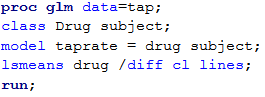 proc glm data=tap;
class Drug subject;
model taprate = drug subject;
lsmeans drug /diff cl lines;
run;